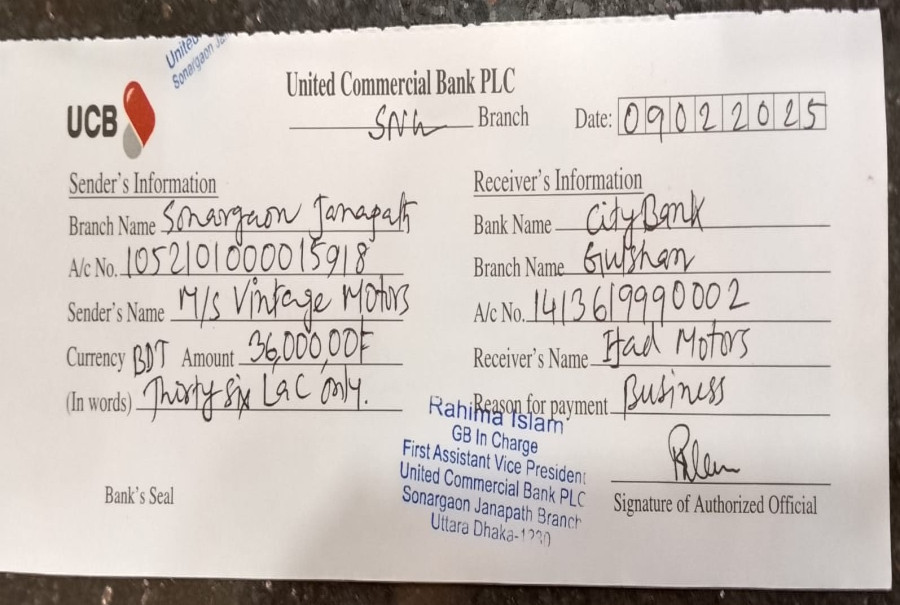 United
Sonargaon Ja
UCB
United Commercial Bank PLC
Branch
Date: 09022025
Sender's Information
Branch Name Sonargaon Janapath
A/c No. 1052101000015918
Sender's Name M/s Vintage Motors
Currency BDT Amount 36,000,00F
(In words) Thirty six Lac only.
Bank's Seal
Receiver's Information
Bank Name City Bank
Branch Name Gulshan
A/c No. 1413619990002
Receiver's Name Ifad Motors
Reason for payment Business
Signature of Authorized Official
Rahima Islam
GB In Charge
First Assistant Vice President
United Commercial Bank PLC
Sonargaon Janapath Branch
Uttara Dhaka-1230